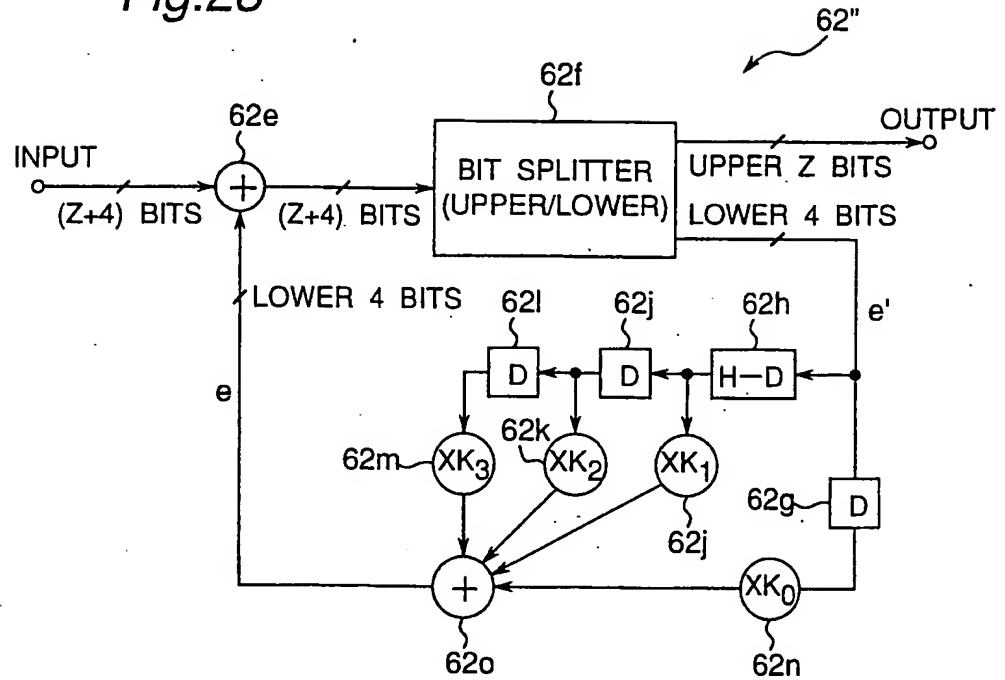 62"
62f
62e
OUTPUT
INPUT
+
BIT SPLITTER
(UPPER/LOWER)
UPPER Z BITS
(Z+4) BITS
(Z+4) BITS
LOWER 4 BITS
LOWER 4 BITS
62l
62j
62h
e'
D
D
H-D
e
62m
XK3
62k
XK2
XK1
62g
D
62j
+
XK0
62o
62n